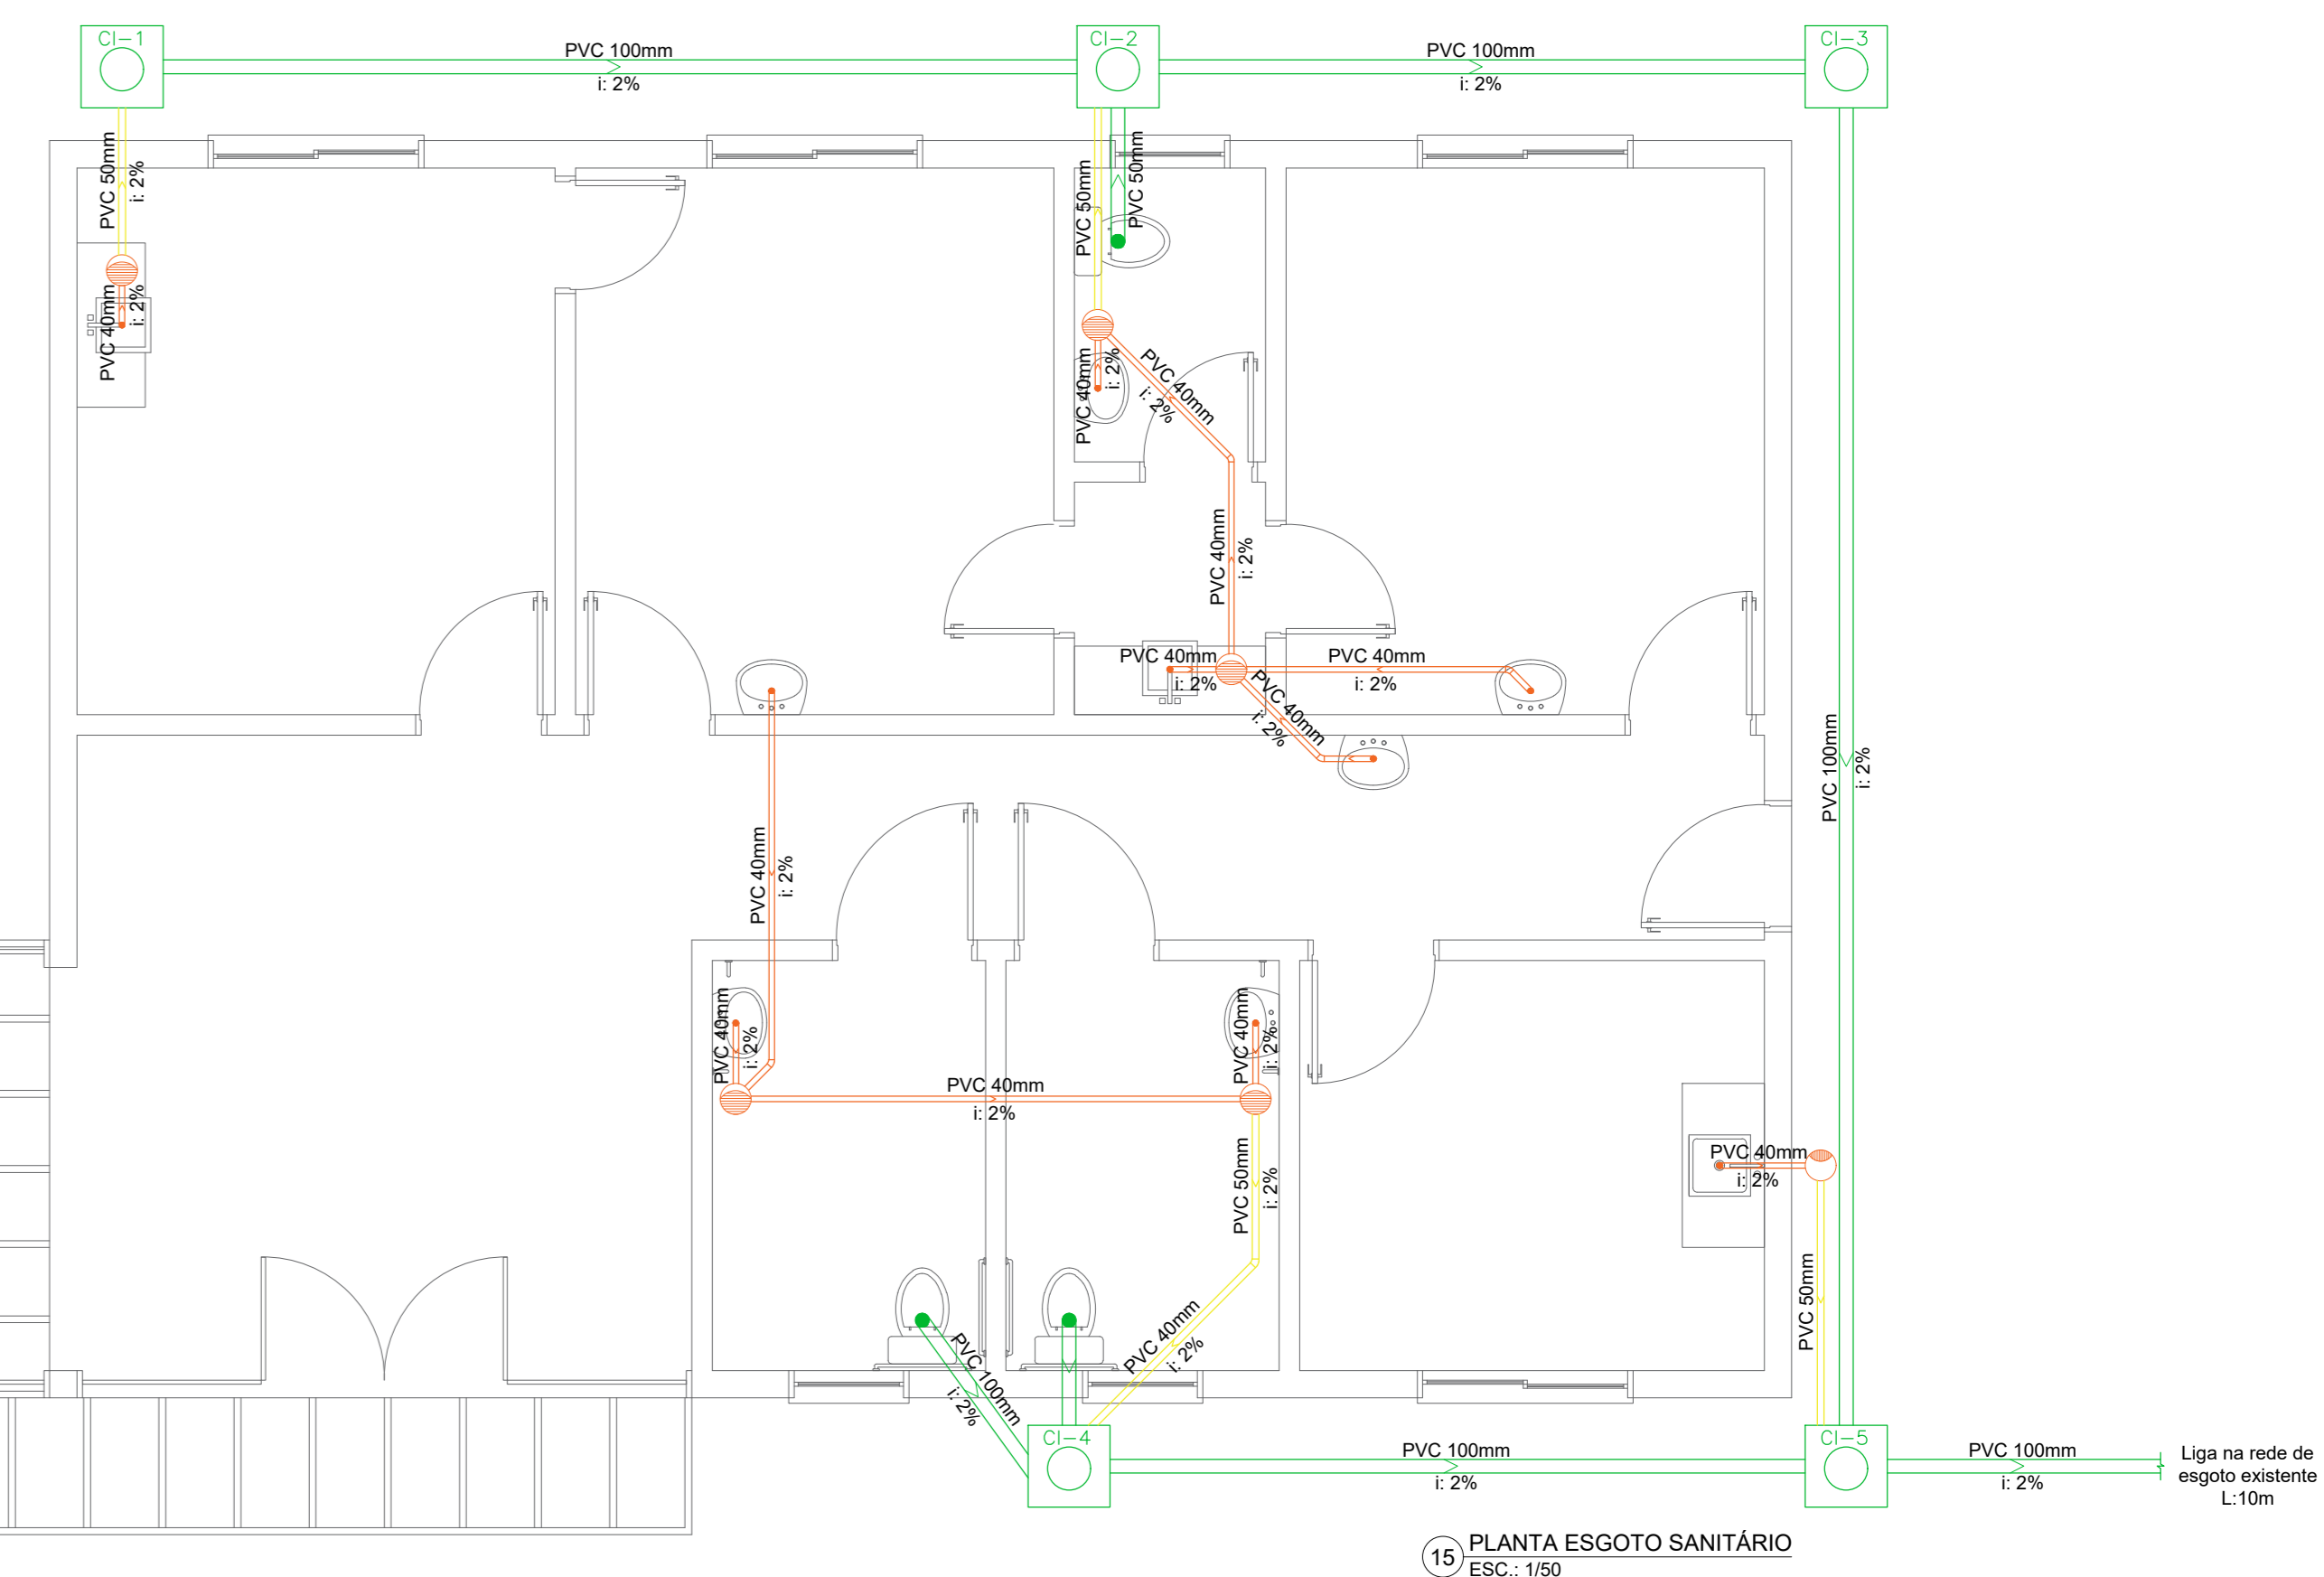 CI-1
PVC 100mm
i: 2%
CI-2
PVC 100mm
i: 2%
CI-3
PVC 50mm
i: 2%
PVC 50mm
PVC 50mm
PVC 40mm
i: 2%
PVC 40mm
i: 2%
PVC 40mm
i: 2%
PVC 40mm
i: 2%
PVC 40mm
i: 2%
PVC 40mm
i: 2%
PVC 40mm
i: 2%
PVC 100mm
i: 2%
PVC 40mm
i: 2%
PVC 40mm
i: 2%
PVC 40mm
i: 2%
PVC 40mm
i: 2%
PVC 50mm
i: 2%
PVC 40mm
i: 2%
PVC 50mm
PVC 40mm
i: 2%
PVC 100mm
i: 2%
CI-4
PVC 100mm
i: 2%
CI-5
PVC 100mm
i: 2%
Liga na rede de
esgoto existente
L:10m
15 PLANTA ESGOTO SANITÁRIO
ESC.: 1/50